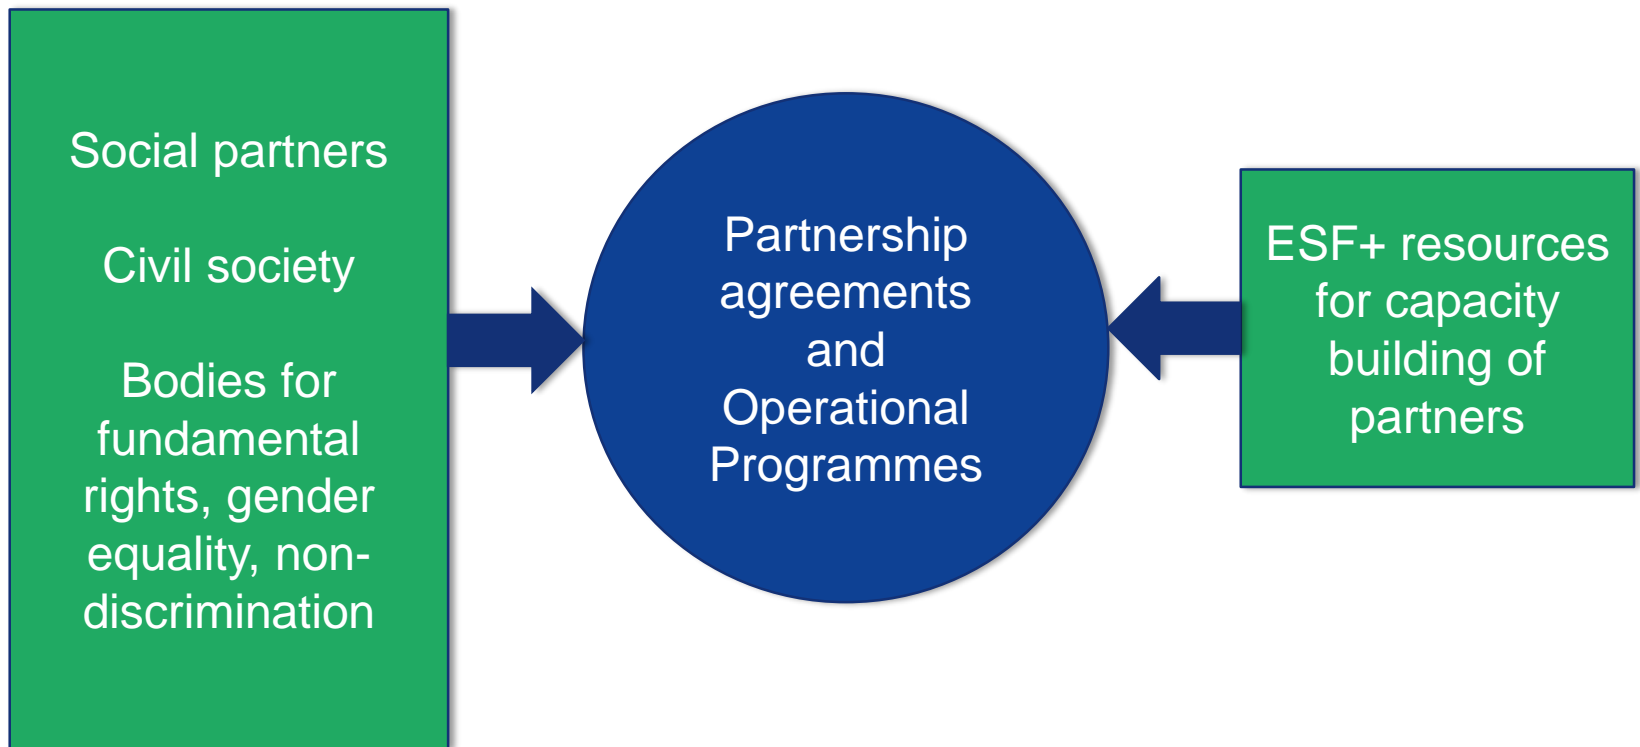 Social partners
Civil society
Bodies for
fundamental
rights, gender
equality, non-
discrimination
Partnership
agreements
and
Operational
Programmes
ESF+ resources
for capacity
building of
partners